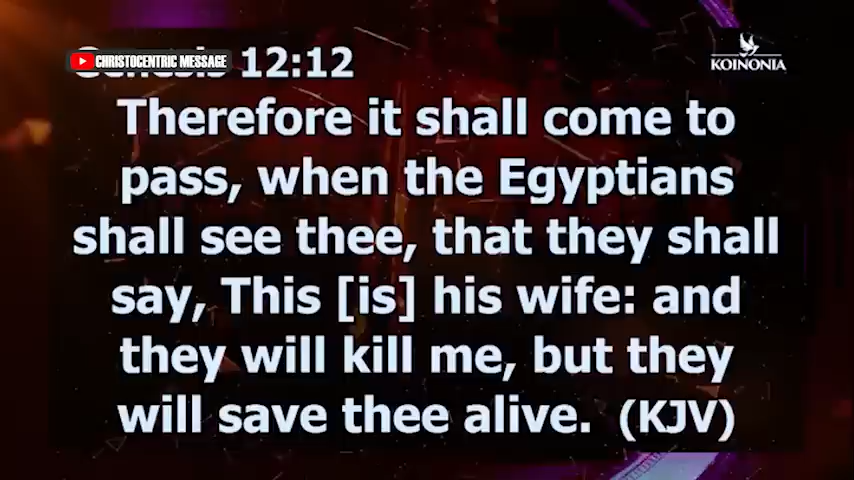 CHRISTOCENTRIC MESSAGE
KOINONIA
Genesis 12:12
Therefore it shall come to
pass, when the Egyptians
shall see thee, that they shall
say, This [is] his wife: and
they will kill me, but they
will save thee alive. (KJV)